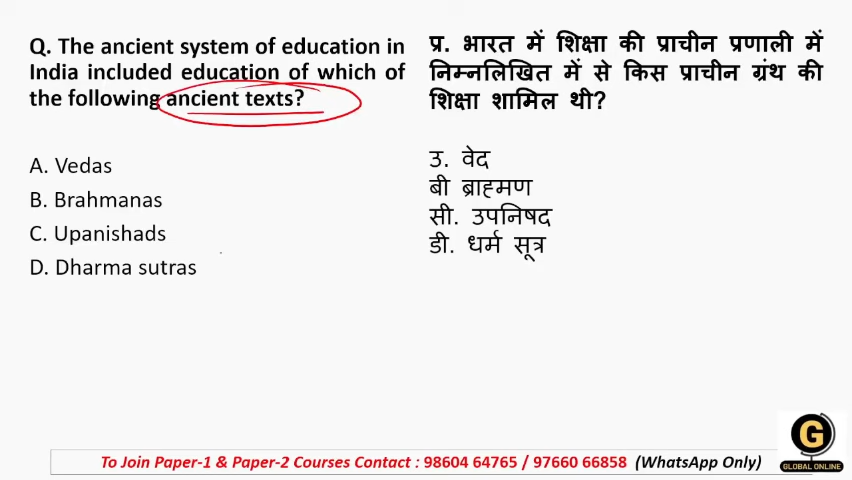 Q. The ancient system of education in
India included education of which of
the following ancient texts?
A. Vedas
B. Brahmanas
C. Upanishads
D. Dharma sutras
प्र. भारत में शिक्षा की प्राचीन प्रणाली में
निम्नलिखित में से किस प्राचीन ग्रंथ की
शिक्षा शामिल थी?
उ. वेद
बी ब्राह्मण
सी. उपनिषद
डी. धर्म सूत्र
G
GLOBAL ONLINE
To Join Paper-1 & Paper-2 Courses Contact : 98604 64765 / 97660 66858 (WhatsApp Only)